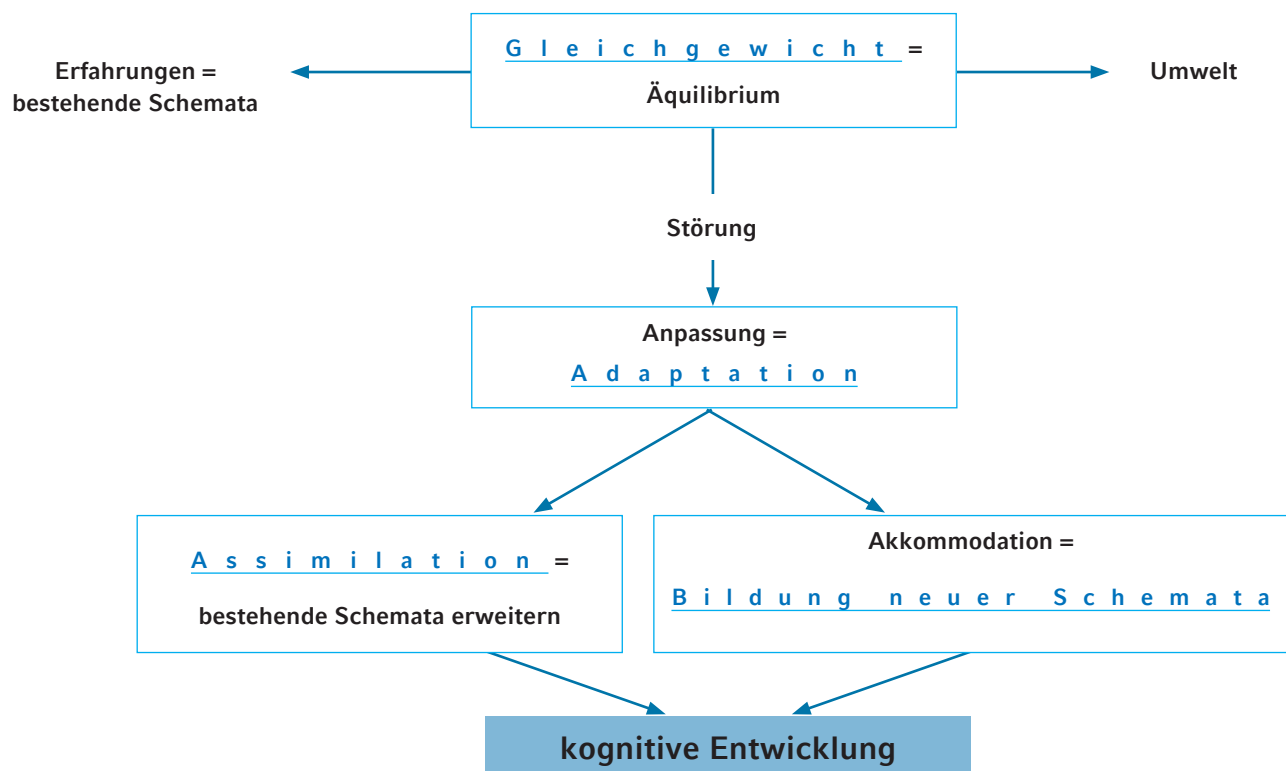 Gleichgewicht =
Äquilibrium
Erfahrungen =
bestehende Schemata
Umwelt
Störung
Anpassung =
Adaptation
Assimilation =
bestehende Schemata erweitern
Akkommodation =
Bildung neuer Schemata
kognitive Entwicklung